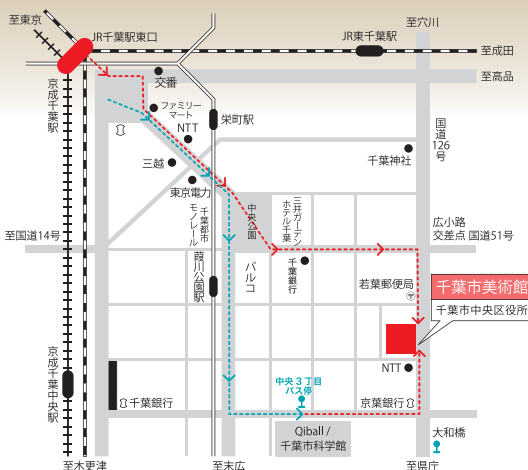 至東京
JR千葉駅東口
JR東千葉駅
至穴川
至成田
至高品
京成千葉駅
交番
ファミリー
マート
NTT
栄町駅
国道
126
号
三越
千葉神社
東京電力
千葉都市
モノレール
中央公園
三井ガーデン
ホテル千葉
至国道14号
広小路
交差点 国道51号
葭川公園駅
パルコ
千葉銀行
若葉郵便局
千葉市美術館
千葉市中央区役所
京成千葉中央駅
NTT
中央3丁目
バス停
千葉銀行
京葉銀行
Qiball /
千葉市科学館
大和橋
至木更津
至末広
至県庁